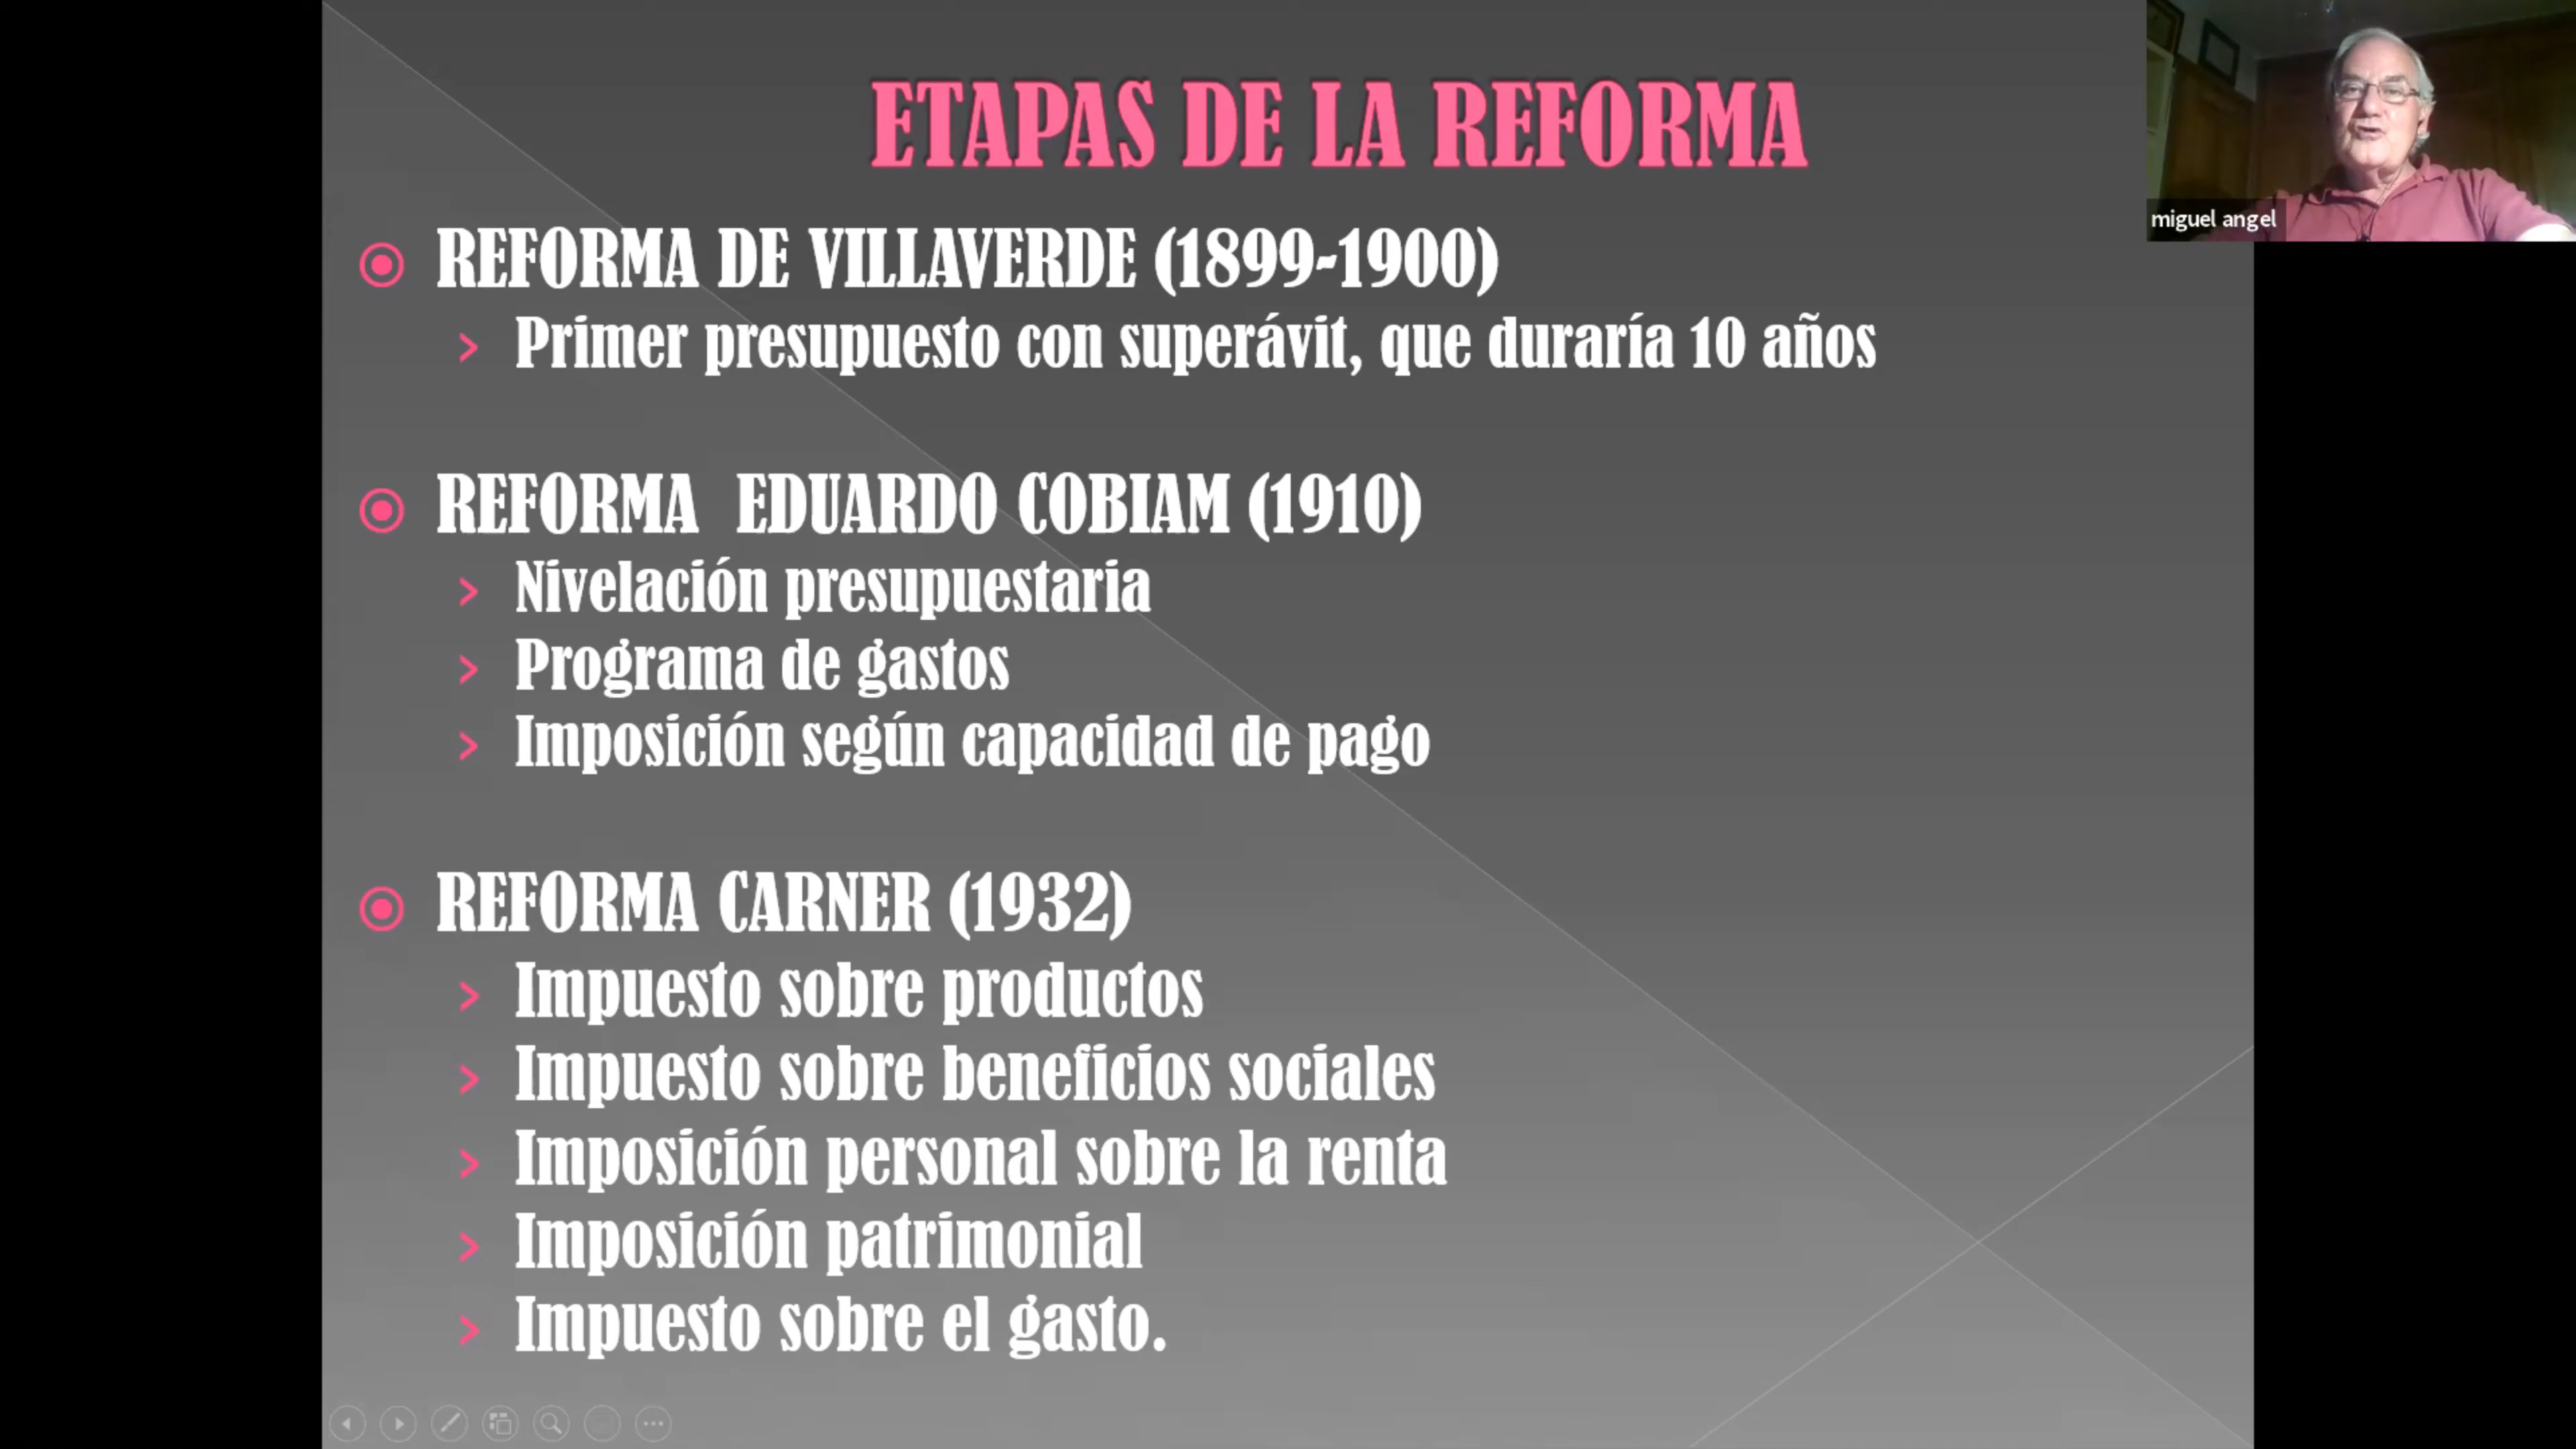 ETAPAS DE LA REFORMA
miguel angel
REFORMA DE VILLAVERDE (1899-1900)
Primer presupuesto con superávit, que duraría 10 años
REFORMA EDUARDO COBIAM (1910)
Nivelación presupuestaria
Programa de gastos
Imposición según capacidad de pago
REFORMA CARNER (1932)
Impuesto sobre productos
Impuesto sobre beneficios sociales
Imposición personal sobre la renta
Imposición patrimonial
Impuesto sobre el gasto.